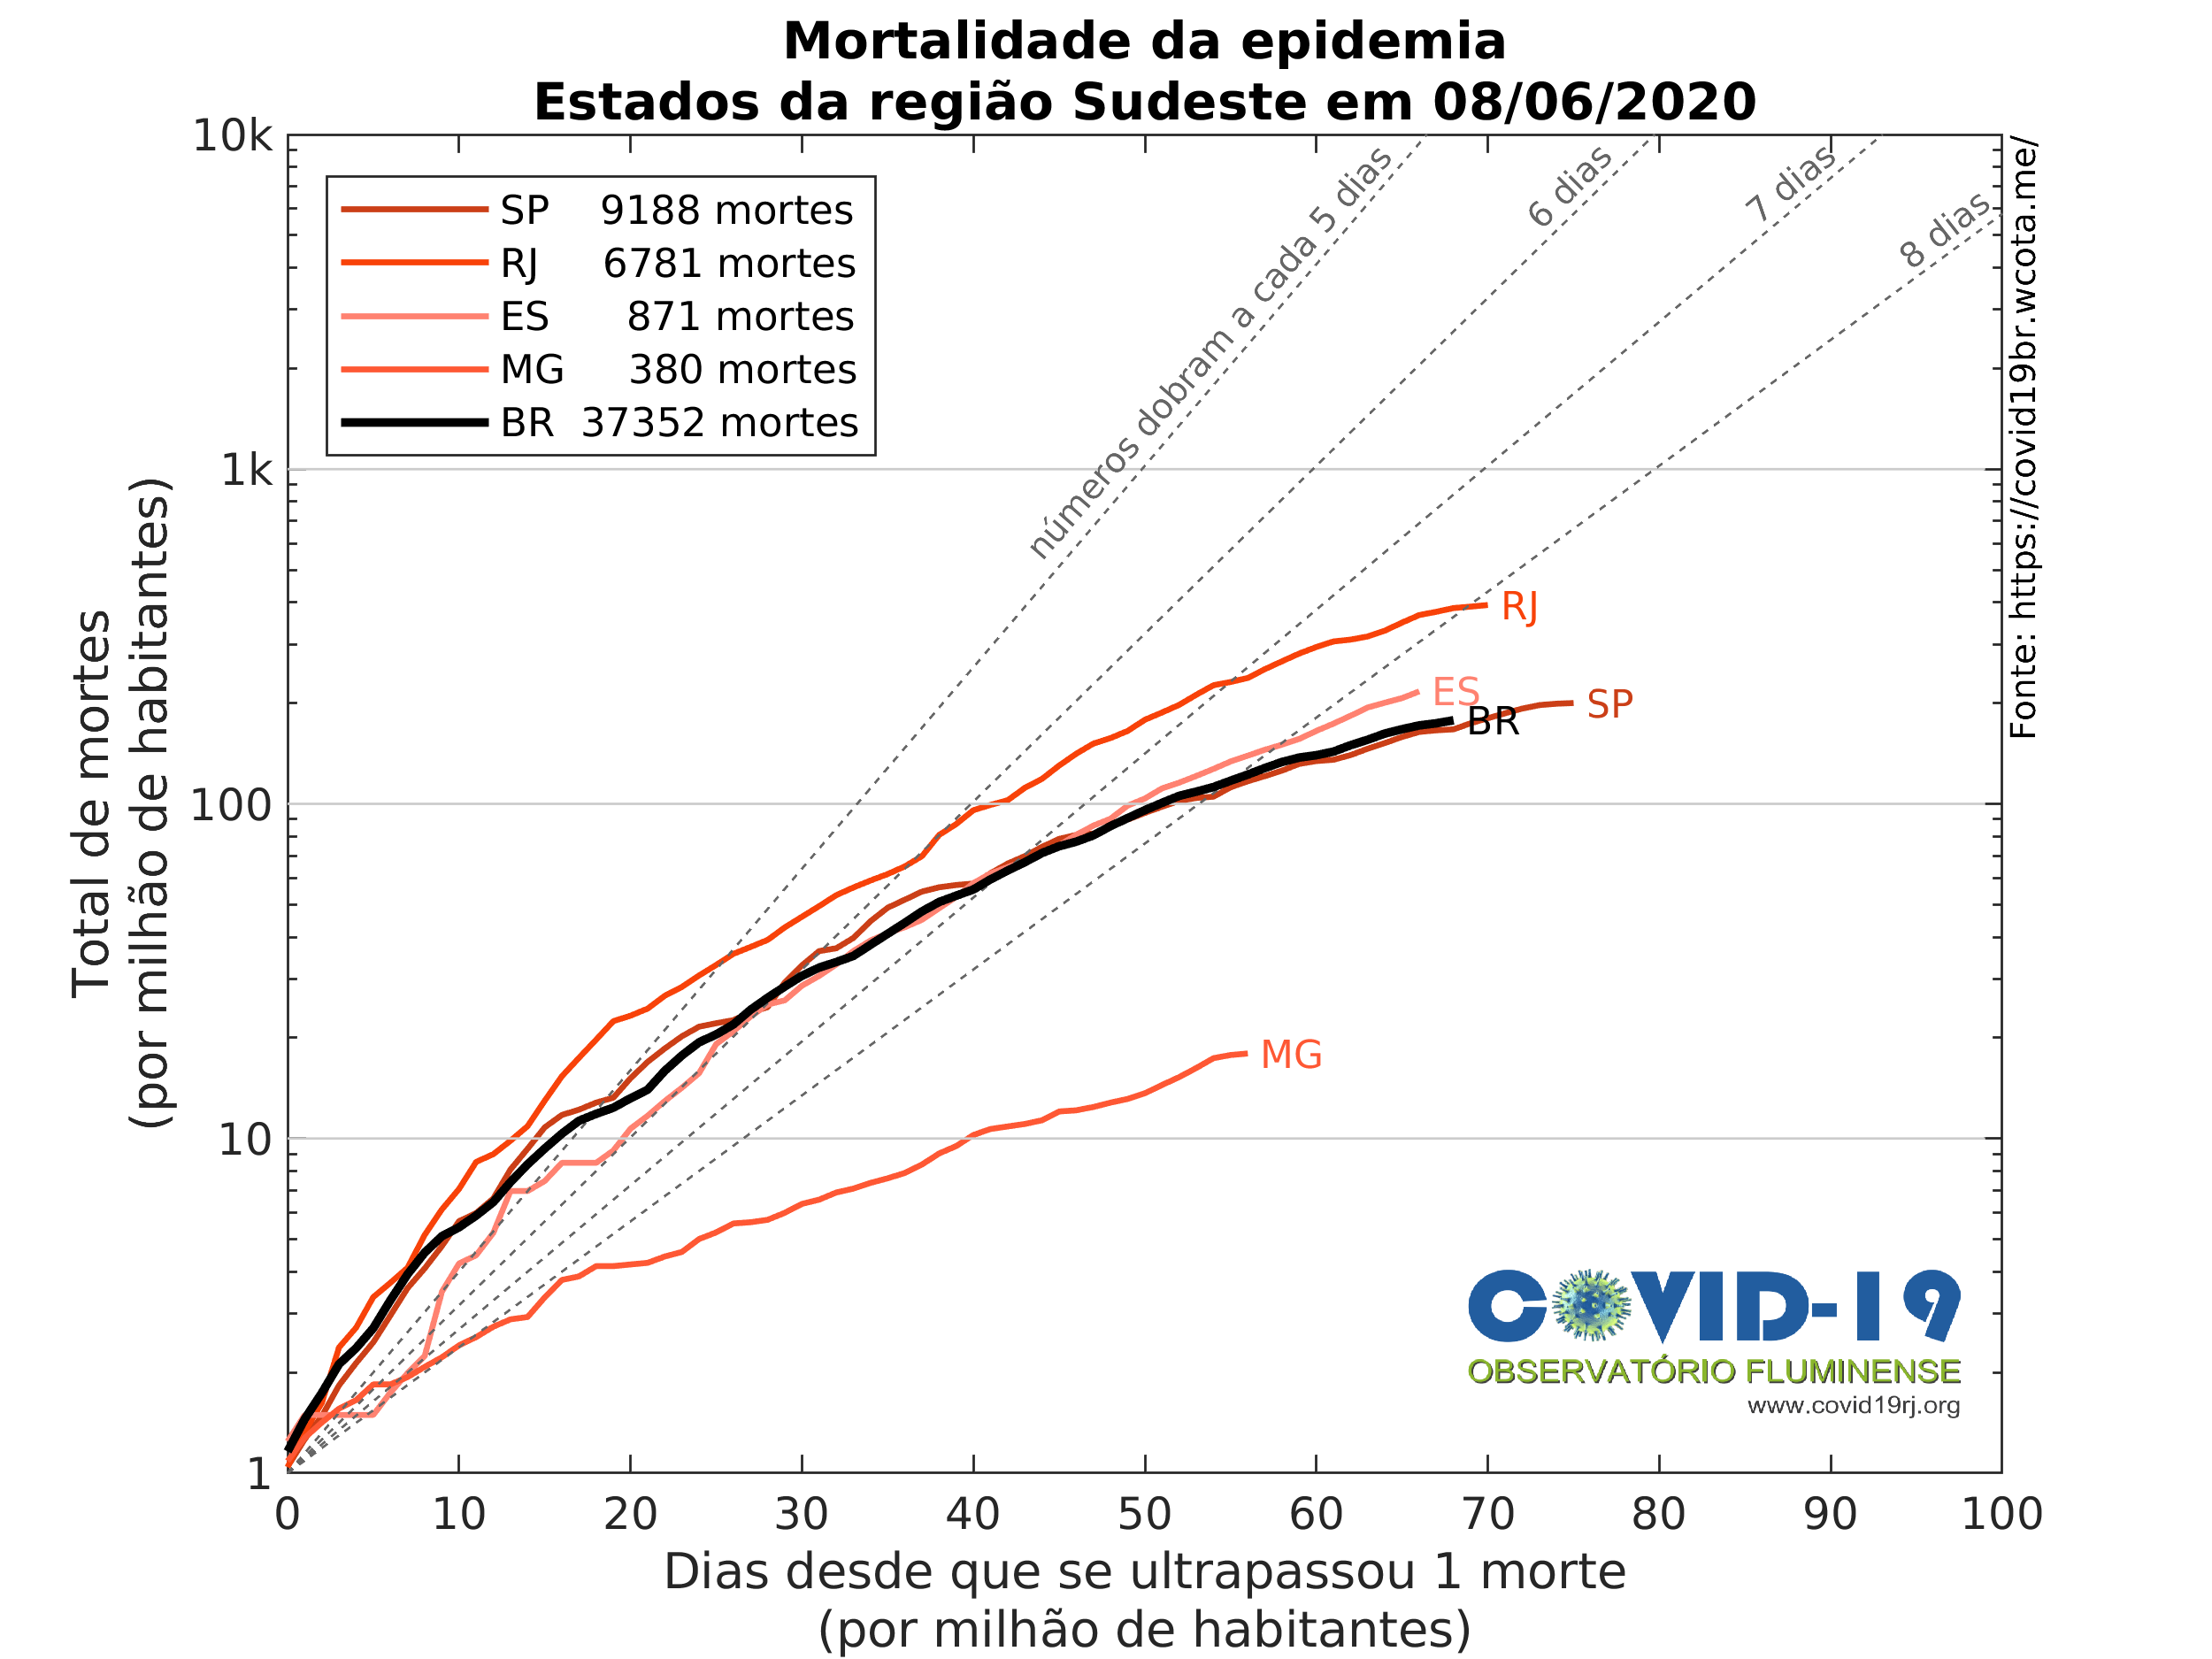 Mortalidade da epidemia
Estados da região Sudeste em 08/06/2020
SP 9188 mortes
RJ 6781 mortes
ES 871 mortes
MG 380 mortes
BR 37352 mortes
números dobram a cada 5 dias
6 dias
7 dias
8 dias
Fonte: https://covid19br.wcota.me/
Total de mortes
(por milhão de habitantes)
10k
1k
100
10
1
RJ
ES
SP
BR
MG
COVID-19
OBSERVATÓRIO FLUMINENSE
www.covid19rj.org
0 10 20 30 40 50 60 70 80 90 100
Dias desde que se ultrapassou 1 morte
(por milhão de habitantes)